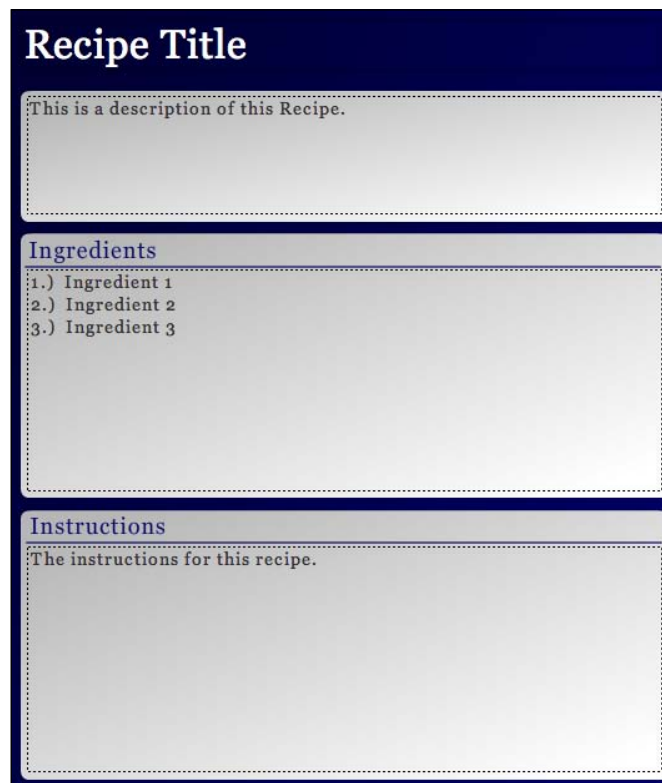 Recipe Title
This is a description of this Recipe.
Ingredients
1.) Ingredient 1
2.) Ingredient 2
3.) Ingredient 3
Instructions
The instructions for this recipe.